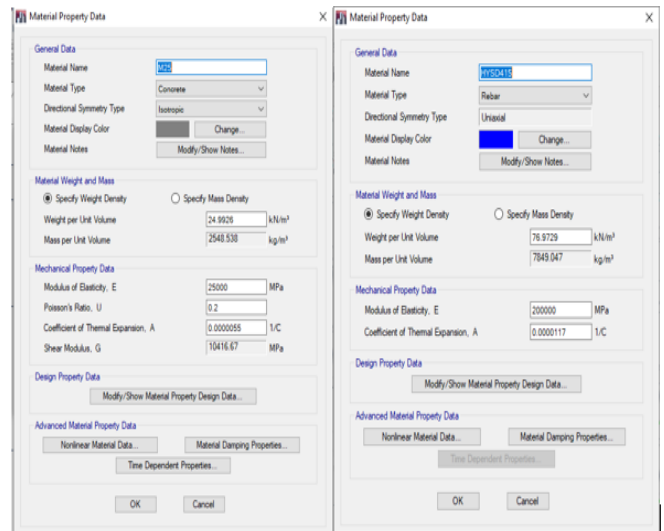 Material Property Data X
General Data
Material Name M25
Material Type Concrete
Directional Symmetry Type Isotropic
Material Display Color Change...
Material Notes Modify/Show Notes...
Material Weight and Mass
Specify Weight Density Specify Mass Density
Weight per Unit Volume 24.9926 kN/m³
Mass per Unit Volume 2548.538 kg/m³
Mechanical Property Data
Modulus of Elasticity, E 25000 MPa
Poisson's Ratio, U 0.2
Coefficient of Thermal Expansion, A 0.0000055 1/C
Shear Modulus, G 10416.67 MPa
Design Property Data
Modify/Show Material Property Design Data...
Advanced Material Property Data
Nonlinear Material Data... Material Damping Properties...
Time Dependent Properties...
OK Cancel
Material Property Data X
General Data
Material Name HYSD415
Material Type Rebar
Directional Symmetry Type Uniaxial
Material Display Color Change...
Material Notes Modify/Show Notes...
Material Weight and Mass
Specify Weight Density Specify Mass Density
Weight per Unit Volume 76.9729 kN/m³
Mass per Unit Volume 7849.047 kg/m³
Mechanical Property Data
Modulus of Elasticity, E 200000 MPa
Coefficient of Thermal Expansion, A 0.0000117 1/C
Design Property Data
Modify/Show Material Property Design Data...
Advanced Material Property Data
Nonlinear Material Data... Material Damping Properties...
Time Dependent Properties...
OK Cancel